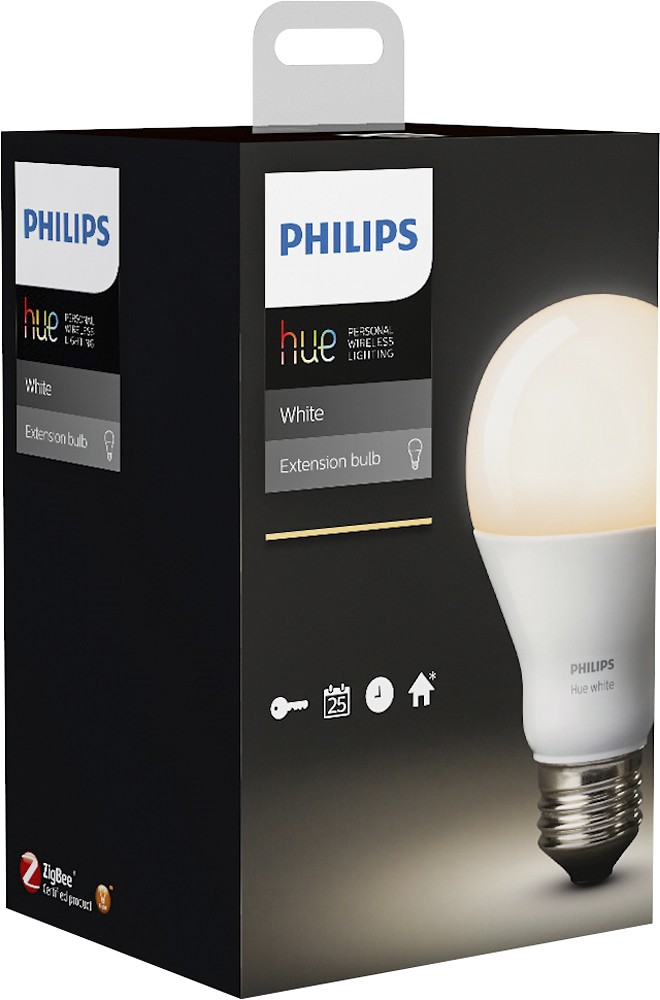 PHILIPS
hue PERSONAL
WIRELESS
LIGHTING
White
Extension bulb
PHILIPS
hue PERSONAL
WIRELESS
LIGHTING
White
Extension bulb
25
*
PHILIPS
Hue white
Z ZigBee®
Certified product